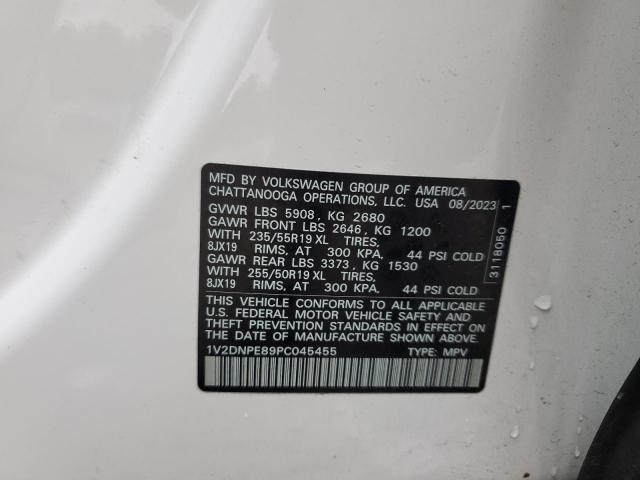 MFD BY VOLKSWAGEN GROUP OF AMERICA
CHATTANOOGA OPERATIONS, LLC. USA 08/2023
GVWR LBS 5908, KG 2680
GAWR FRONT LBS 2646, KG 1200
WITH 235/55R19 XL TIRES,
8JX19 RIMS, AT 300 KPA, 44 PSI COLD
GAWR REAR LBS 3373, KG 1530
WITH 255/50R19 XL TIRES,
8JX19 RIMS, AT 300 KPA, 44 PSI COLD
THIS VEHICLE CONFORMS TO ALL APPLICABLE
U.S. FEDERAL MOTOR VEHICLE SAFETY AND
THEFT PREVENTION STANDARDS IN EFFECT ON
THE DATE OF MANUFACTURE SHOWN ABOVE.
1V2DNPE89PC045455 TYPE: MPV
3118050 1